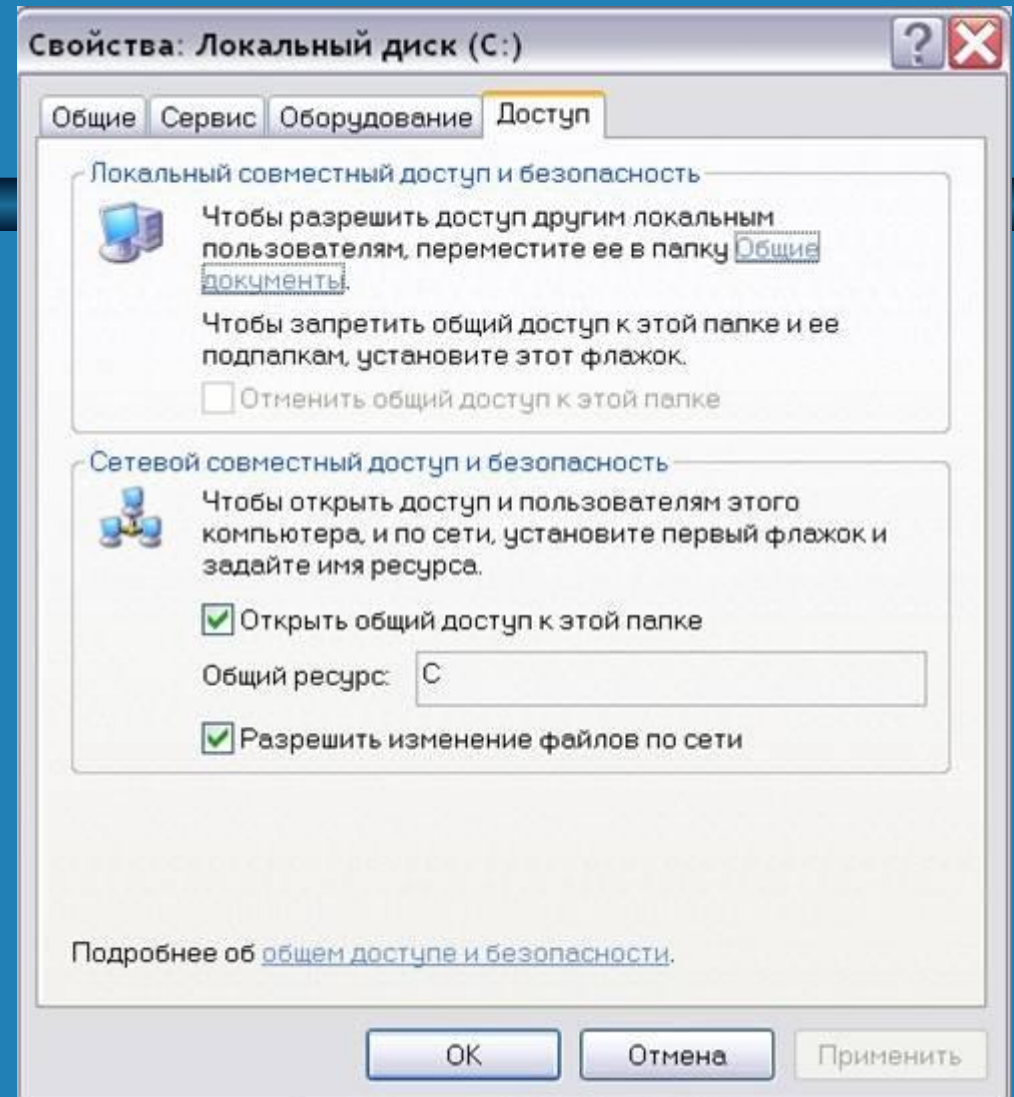 Свойства: Локальный диск (C:)
Общие Сервис Оборудование Доступ
Локальный совместный доступ и безопасность
Чтобы разрешить доступ другим локальным
пользователям, переместите ее в папку Общие
документы.
Чтобы запретить общий доступ к этой папке и ее
подпапкам, установите этот флажок.
Отменить общий доступ к этой папке
Сетевой совместный доступ и безопасность
Чтобы открыть доступ и пользователям этого
компьютера, и по сети, установите первый флажок и
задайте имя ресурса.
Открыть общий доступ к этой папке
Общий ресурс: C
Разрешить изменение файлов по сети
Подробнее об общем доступе и безопасности.
OK Отмена Применить